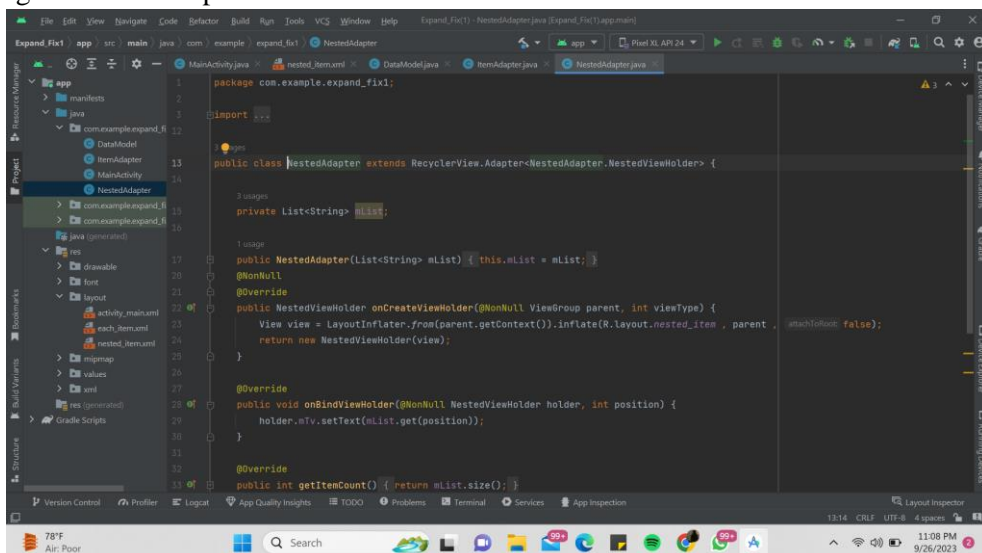 File Edit View Navigate Code Refactor Build Run Tools VCS Window Help Expand_Fix(1) - NestedAdapter.java [Expand_Fix(1).app.main]
Expand_Fix1 app src main java com example expand_fix1 NestedAdapter
app
Pixel XL API 24
MainActivity.java nested_item.xml DataModel.java ItemAdapter.java NestedAdapter.java
Resource Manager
Project
Bookmarks
Build Variants
Structure
app
manifests
java
com.example.expand_fi
DataModel
ItemAdapter
MainActivity
NestedAdapter
com.example.expand_fi
com.example.expand_fi
java (generated)
res
drawable
font
layout
activity_main.xml
each_item.xml
nested_item.xml
mipmap
values
xml
res (generated)
Gradle Scripts
3
1 package com.example.expand_fix1;
2
3 import ...
12
13 public class NestedAdapter extends RecyclerView.Adapter<NestedAdapter.NestedViewHolder> {
14
3 usages
15 private List<String> mList;
16
1 usage
17 public NestedAdapter(List<String> mList) { this.mList = mList; }
20 @NonNull
21 @Override
22 public NestedViewHolder onCreateViewHolder(@NonNull ViewGroup parent, int viewType) {
23 View view = LayoutInflater.from(parent.getContext()).inflate(R.layout.nested_item , parent , attachToRoot: false);
24 return new NestedViewHolder(view);
25 }
26
27 @Override
28 public void onBindViewHolder(@NonNull NestedViewHolder holder, int position) {
29 holder.mTv.setText(mList.get(position));
30 }
31
32 @Override
33 public int getItemCount() { return mList.size(); }
Version Control Profiler Logcat App Quality Insights TODO Problems Terminal Services App Inspection Layout Inspector
13:14 CRLF UTF-8 4 spaces
78°F
Air: Poor
Search
99+
99+
11:08 PM
9/26/2023
2